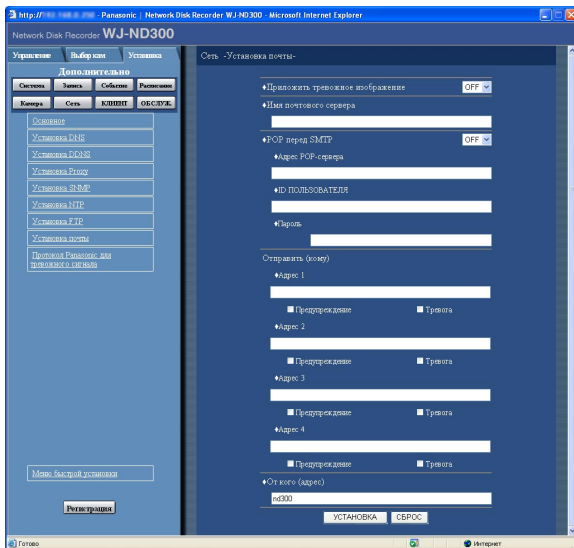 http:// - Panasonic | Network Disk Recorder WJ-ND300 - Microsoft Internet Explorer
Network Disk Recorder WJ-ND300
Управление Выбор кам Установка
Дополнительно
Система Запись Событие Расписание
Камера Сеть КЛИЕНТ ОБСЛУЖ.
Основное
Установка DNS
Установка DDNS
Установка Proxy
Установка SNMP
Установка NTP
Установка FTP
Установка почты
Протокол Panasonic для
тревожного сигнала
Меню быстрой установки
Регистрация
Сеть -Установка почты-
♦Приложить тревожное изображение OFF
♦Имя почтового сервера
♦POP перед SMTP OFF
♦Адрес POP-сервера
♦ID ПОЛЬЗОВАТЕЛЯ
♦Пароль
Отправить (кому)
♦Адрес 1
Предупреждение Тревога
♦Адрес 2
Предупреждение Тревога
♦Адрес 3
Предупреждение Тревога
♦Адрес 4
Предупреждение Тревога
♦От кого (адрес)
nd300
УСТАНОВКА СБРОС
Готово Интернет